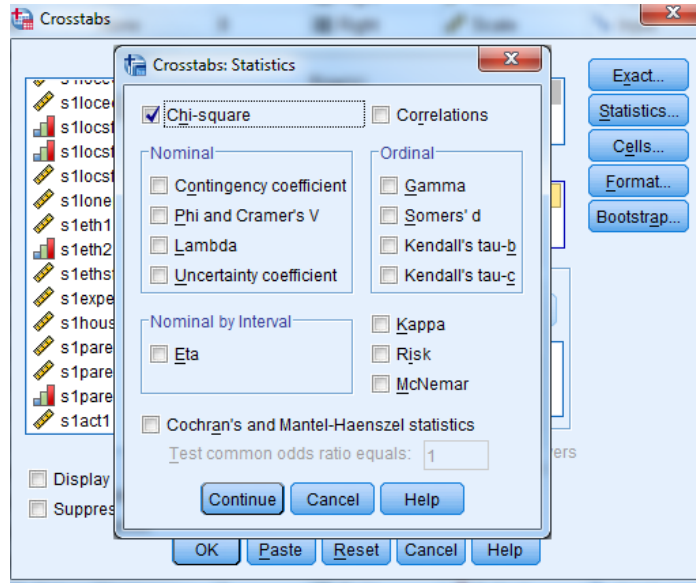 Crosstabs
Crosstabs: Statistics
Chi-square
Correlations
Nominal
Contingency coefficient
Phi and Cramer's V
Lambda
Uncertainty coefficient
Ordinal
Gamma
Somers' d
Kendall's tau-b
Kendall's tau-c
Nominal by Interval
Eta
Kappa
Risk
McNemar
Cochran's and Mantel-Haenszel statistics
Test common odds ratio equals: 1
Continue Cancel Help
s1locst
s1locst
s1locst
s1lone
s1eth1
s1eth2
s1ethst
s1expe
s1hous
s1pare
s1pare
s1pare
s1act1
Exact...
Statistics...
Cells...
Format...
Bootstrap...
Display
Suppres
OK Paste Reset Cancel Help